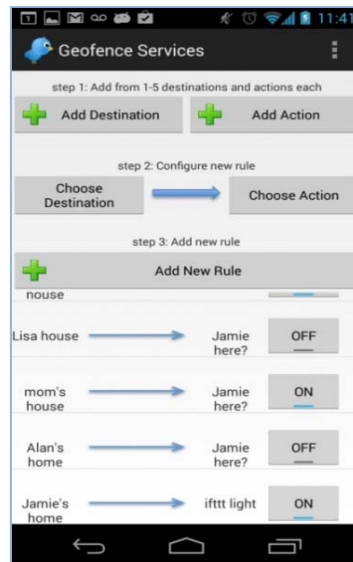 11:41
Geofence Services
step 1: Add from 1-5 destinations and actions each
Add Destination
Add Action
step 2: Configure new rule
Choose
Destination
Choose Action
step 3: Add new rule
Add New Rule
house
Lisa house
Jamie
here?
OFF
mom's
house
Jamie
here?
ON
Alan's
home
Jamie
here?
OFF
Jamie's
home
ifttt light
ON